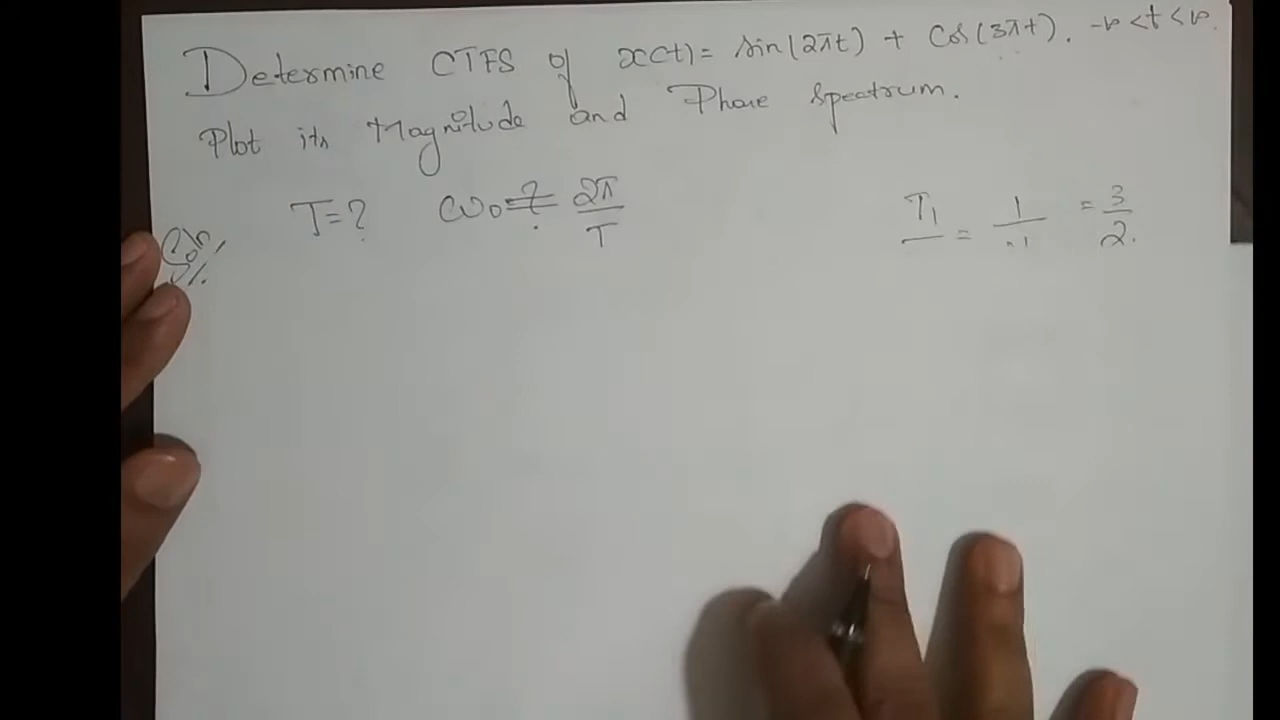 Determine CTFS of x(t) = sin(2πt) + Cos(3πt). -∞ < t < ∞.
Plot its Magnitude and Phase Spectrum.
T=? ω₀ = ? = 2π/T
T₁ = 1 = 3/2.
Soln